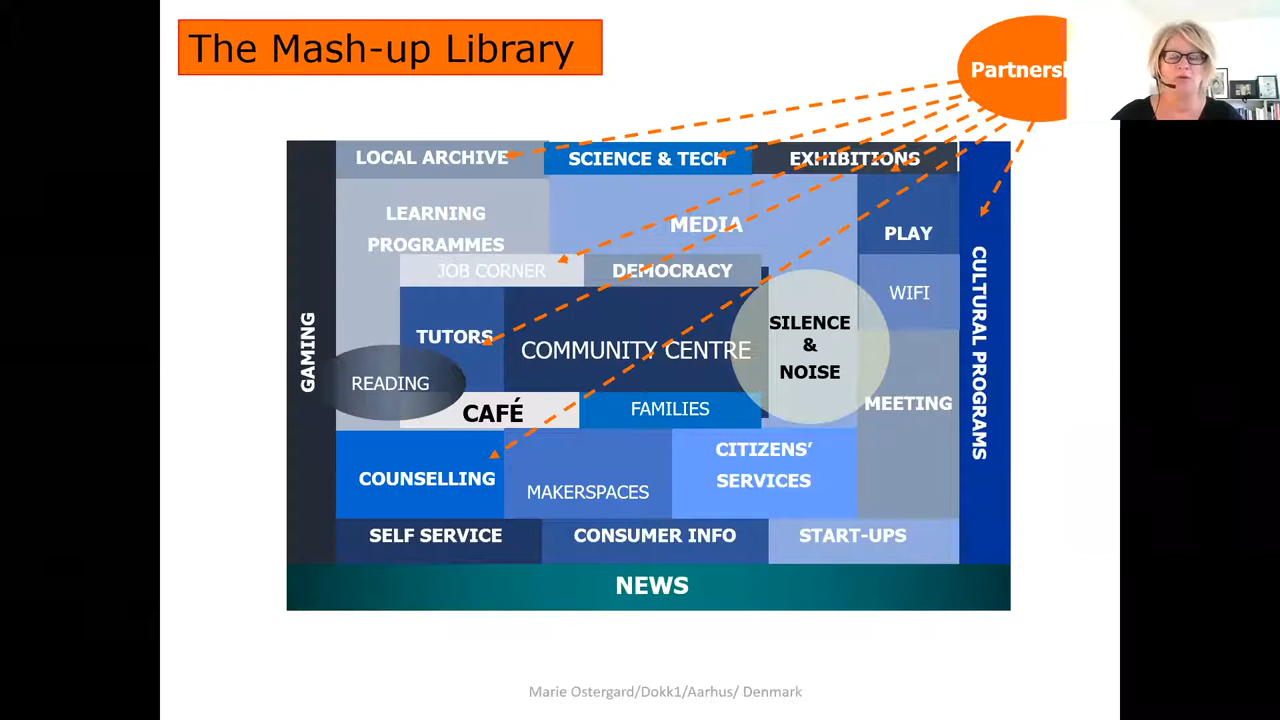 The Mash-up Library
Partnersh
LOCAL ARCHIVE
SCIENCE & TECH
EXHIBITIONS
LEARNING
PROGRAMMES
MEDIA
PLAY
JOB CORNER
DEMOCRACY
WIFI
GAMING
TUTORS
COMMUNITY CENTRE
SILENCE
&
NOISE
CULTURAL PROGRAMS
READING
CAFÉ
FAMILIES
MEETING
COUNSELLING
MAKERSPACES
CITIZENS’
SERVICES
SELF SERVICE
CONSUMER INFO
START-UPS
NEWS
Marie Ostergard/Dokk1/Aarhus/ Denmark